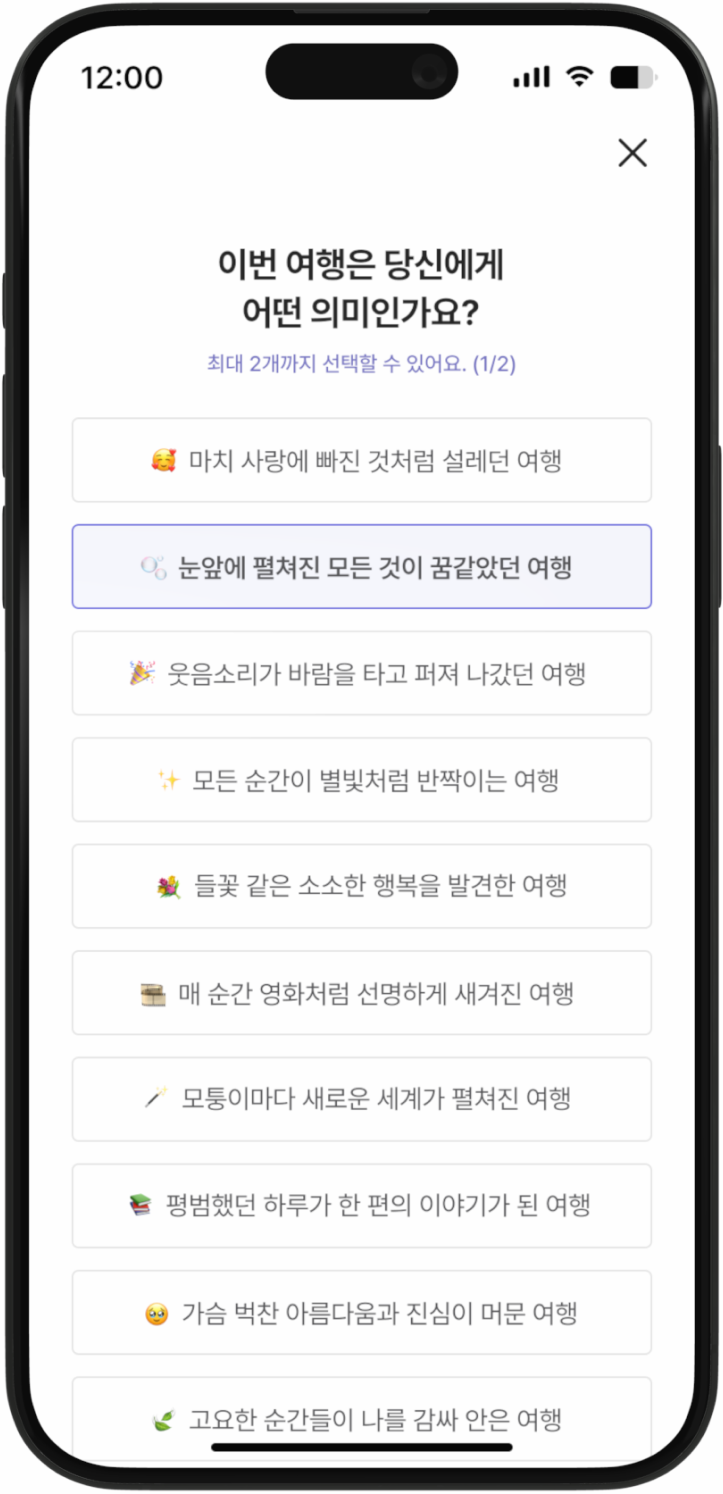 12:00
이번 여행은 당신에게
어떤 의미인가요?
최대 2개까지 선택할 수 있어요. (1/2)
🥰 마치 사랑에 빠진 것처럼 설레던 여행
🫧 눈앞에 펼쳐진 모든 것이 꿈같았던 여행
🎉 웃음소리가 바람을 타고 퍼져 나갔던 여행
✨ 모든 순간이 별빛처럼 반짝이는 여행
💐 들꽃 같은 소소한 행복을 발견한 여행
매 순간 영화처럼 선명하게 새겨진 여행
🪄 모퉁이마다 새로운 세계가 펼쳐진 여행
📚 평범했던 하루가 한 편의 이야기가 된 여행
🥹 가슴 벅찬 아름다움과 진심이 머문 여행
🌿 고요한 순간들이 나를 감싸 안은 여행